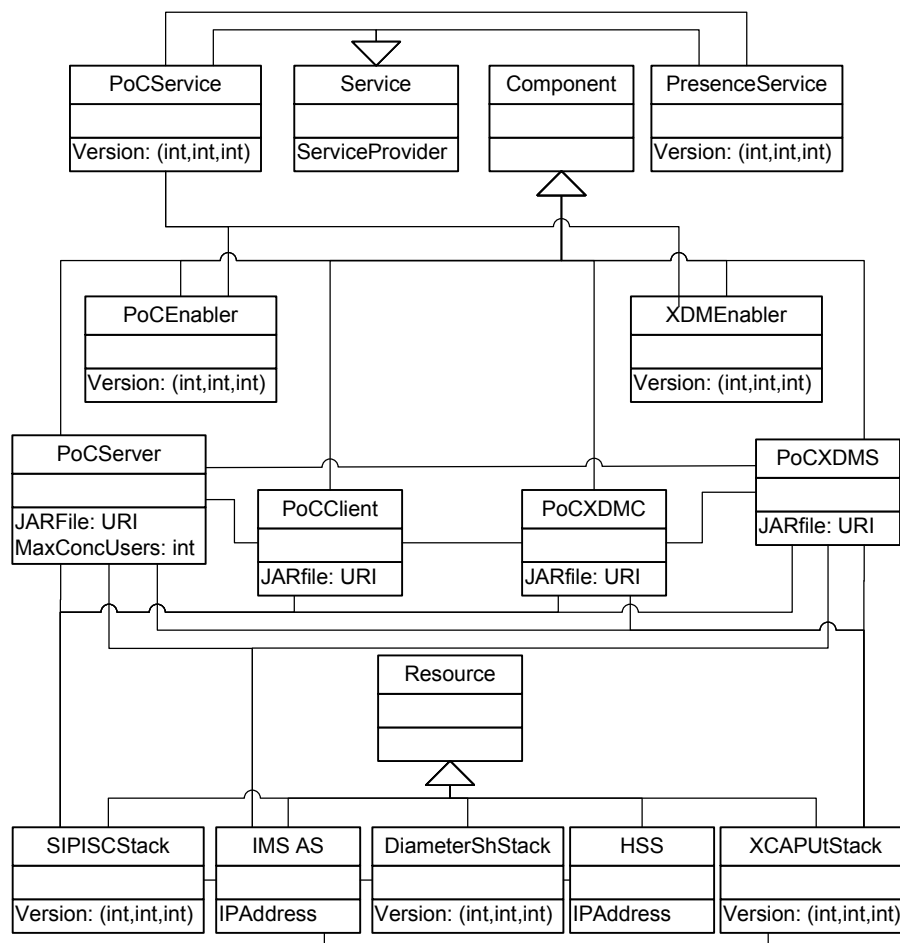 PoCService
Version: (int,int,int)
Service
ServiceProvider
Component
PresenceService
Version: (int,int,int)
PoCEnabler
Version: (int,int,int)
XDMEnabler
Version: (int,int,int)
PoCServer
JARFile: URI
MaxConcUsers: int
PoCClient
JARfile: URI
PoCXDMC
JARfile: URI
PoCXDMS
JARfile: URI
Resource
SIPISCStack
Version: (int,int,int)
IMS AS
IPAddress
DiameterShStack
Version: (int,int,int)
HSS
IPAddress
XCAPUtStack
Version: (int,int,int)